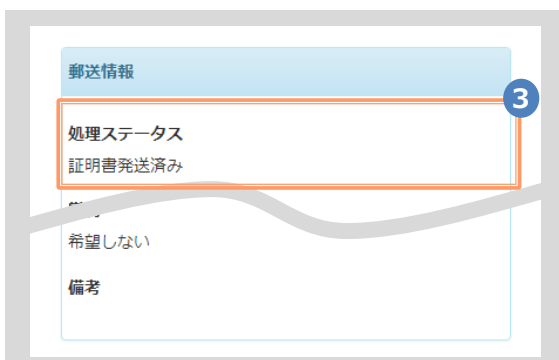 郵送情報
3
処理ステータス
証明書発送済み
希望しない
備考